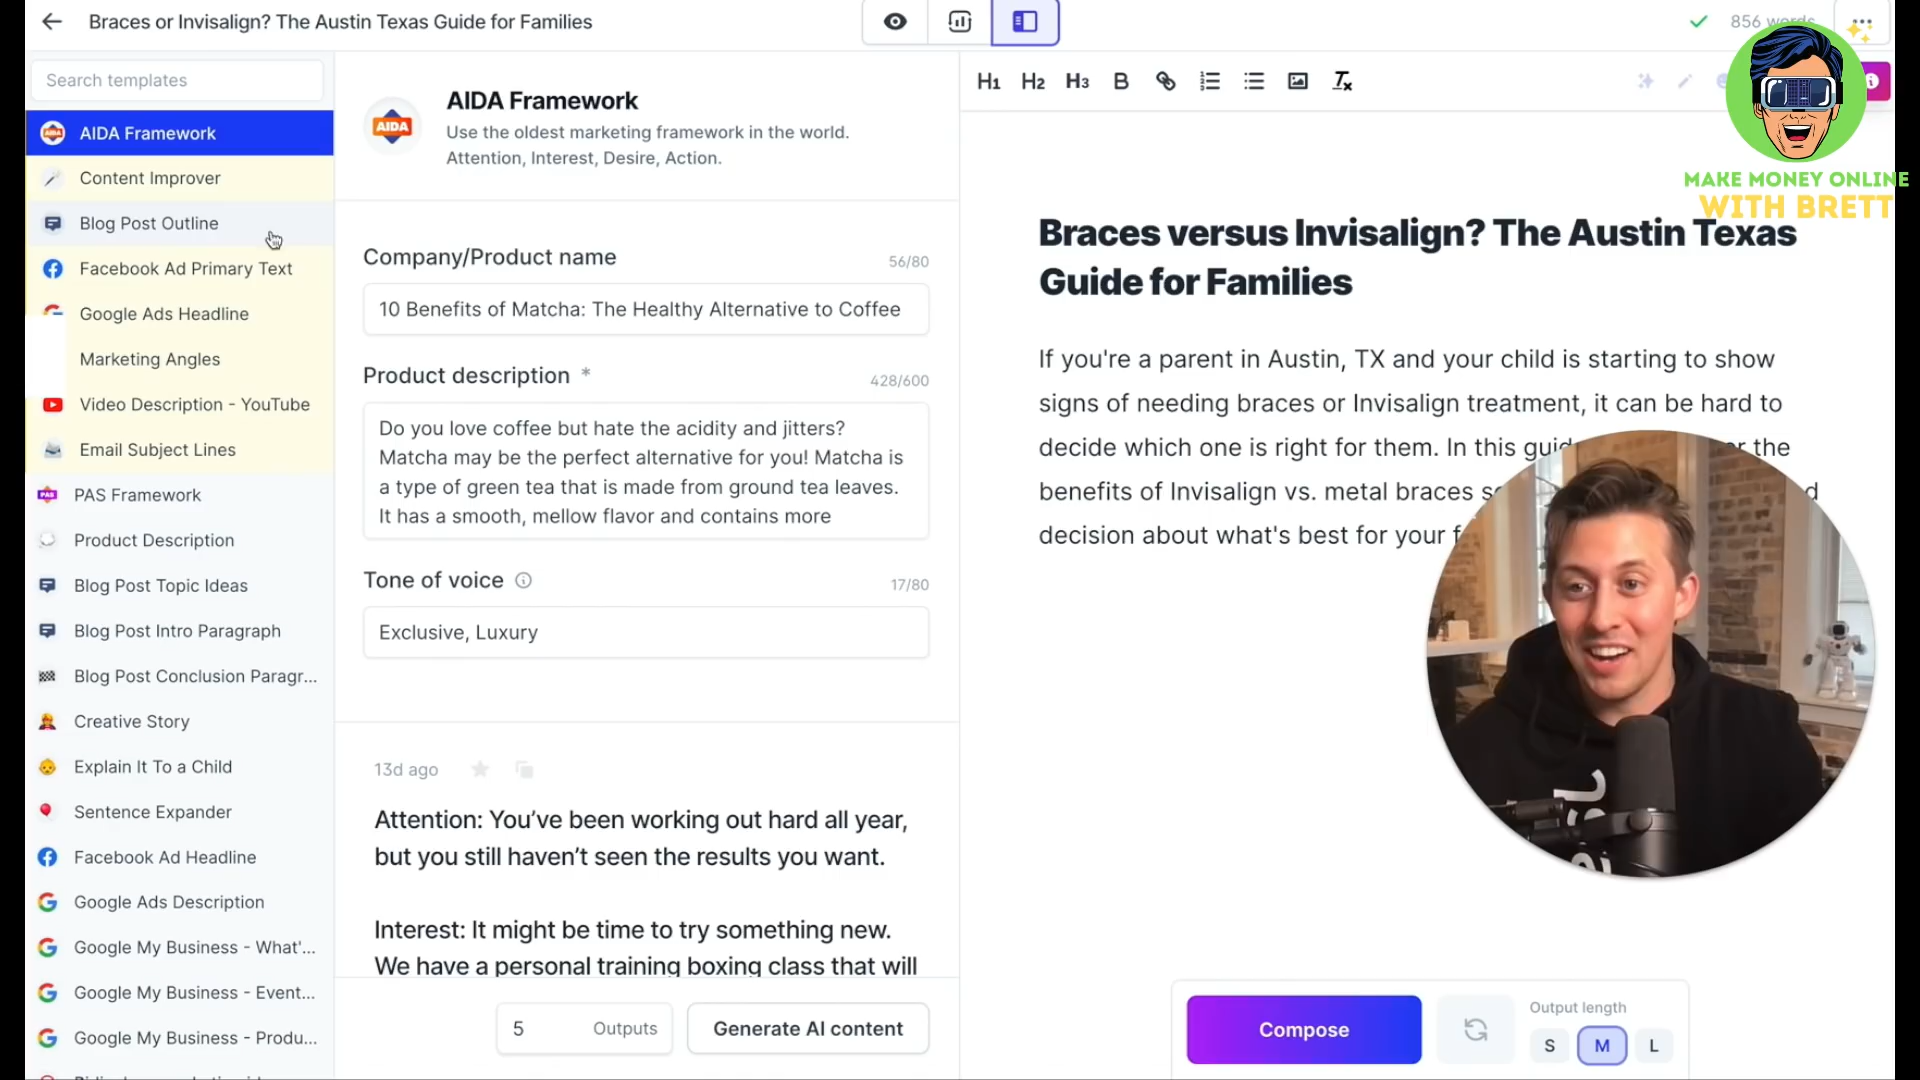 Braces or Invisalign? The Austin Texas Guide for Families
856 words
Search templates
AIDA Framework
Content Improver
Blog Post Outline
Facebook Ad Primary Text
Google Ads Headline
Marketing Angles
Video Description - YouTube
Email Subject Lines
PAS Framework
Product Description
Blog Post Topic Ideas
Blog Post Intro Paragraph
Blog Post Conclusion Paragr...
Creative Story
Explain It To a Child
Sentence Expander
Facebook Ad Headline
Google Ads Description
Google My Business - What'...
Google My Business - Event...
Google My Business - Produ...
AIDA
AIDA Framework
Use the oldest marketing framework in the world.
Attention, Interest, Desire, Action.
Company/Product name
56/80
10 Benefits of Matcha: The Healthy Alternative to Coffee
Product description *
428/600
Do you love coffee but hate the acidity and jitters?
Matcha may be the perfect alternative for you! Matcha is
a type of green tea that is made from ground tea leaves.
It has a smooth, mellow flavor and contains more
Tone of voice
17/80
Exclusive, Luxury
13d ago
Attention: You’ve been working out hard all year,
but you still haven’t seen the results you want.
Interest: It might be time to try something new.
We have a personal training boxing class that will
5 Outputs
Generate AI content
H1 H2 H3 B
MAKE MONEY ONLINE
WITH BRETT
Braces versus Invisalign? The Austin Texas
Guide for Families
If you're a parent in Austin, TX and your child is starting to show
signs of needing braces or Invisalign treatment, it can be hard to
decide which one is right for them. In this the
benefits of Invisalign vs. metal braces
decision about what's best for your
Compose
Output length
S M L